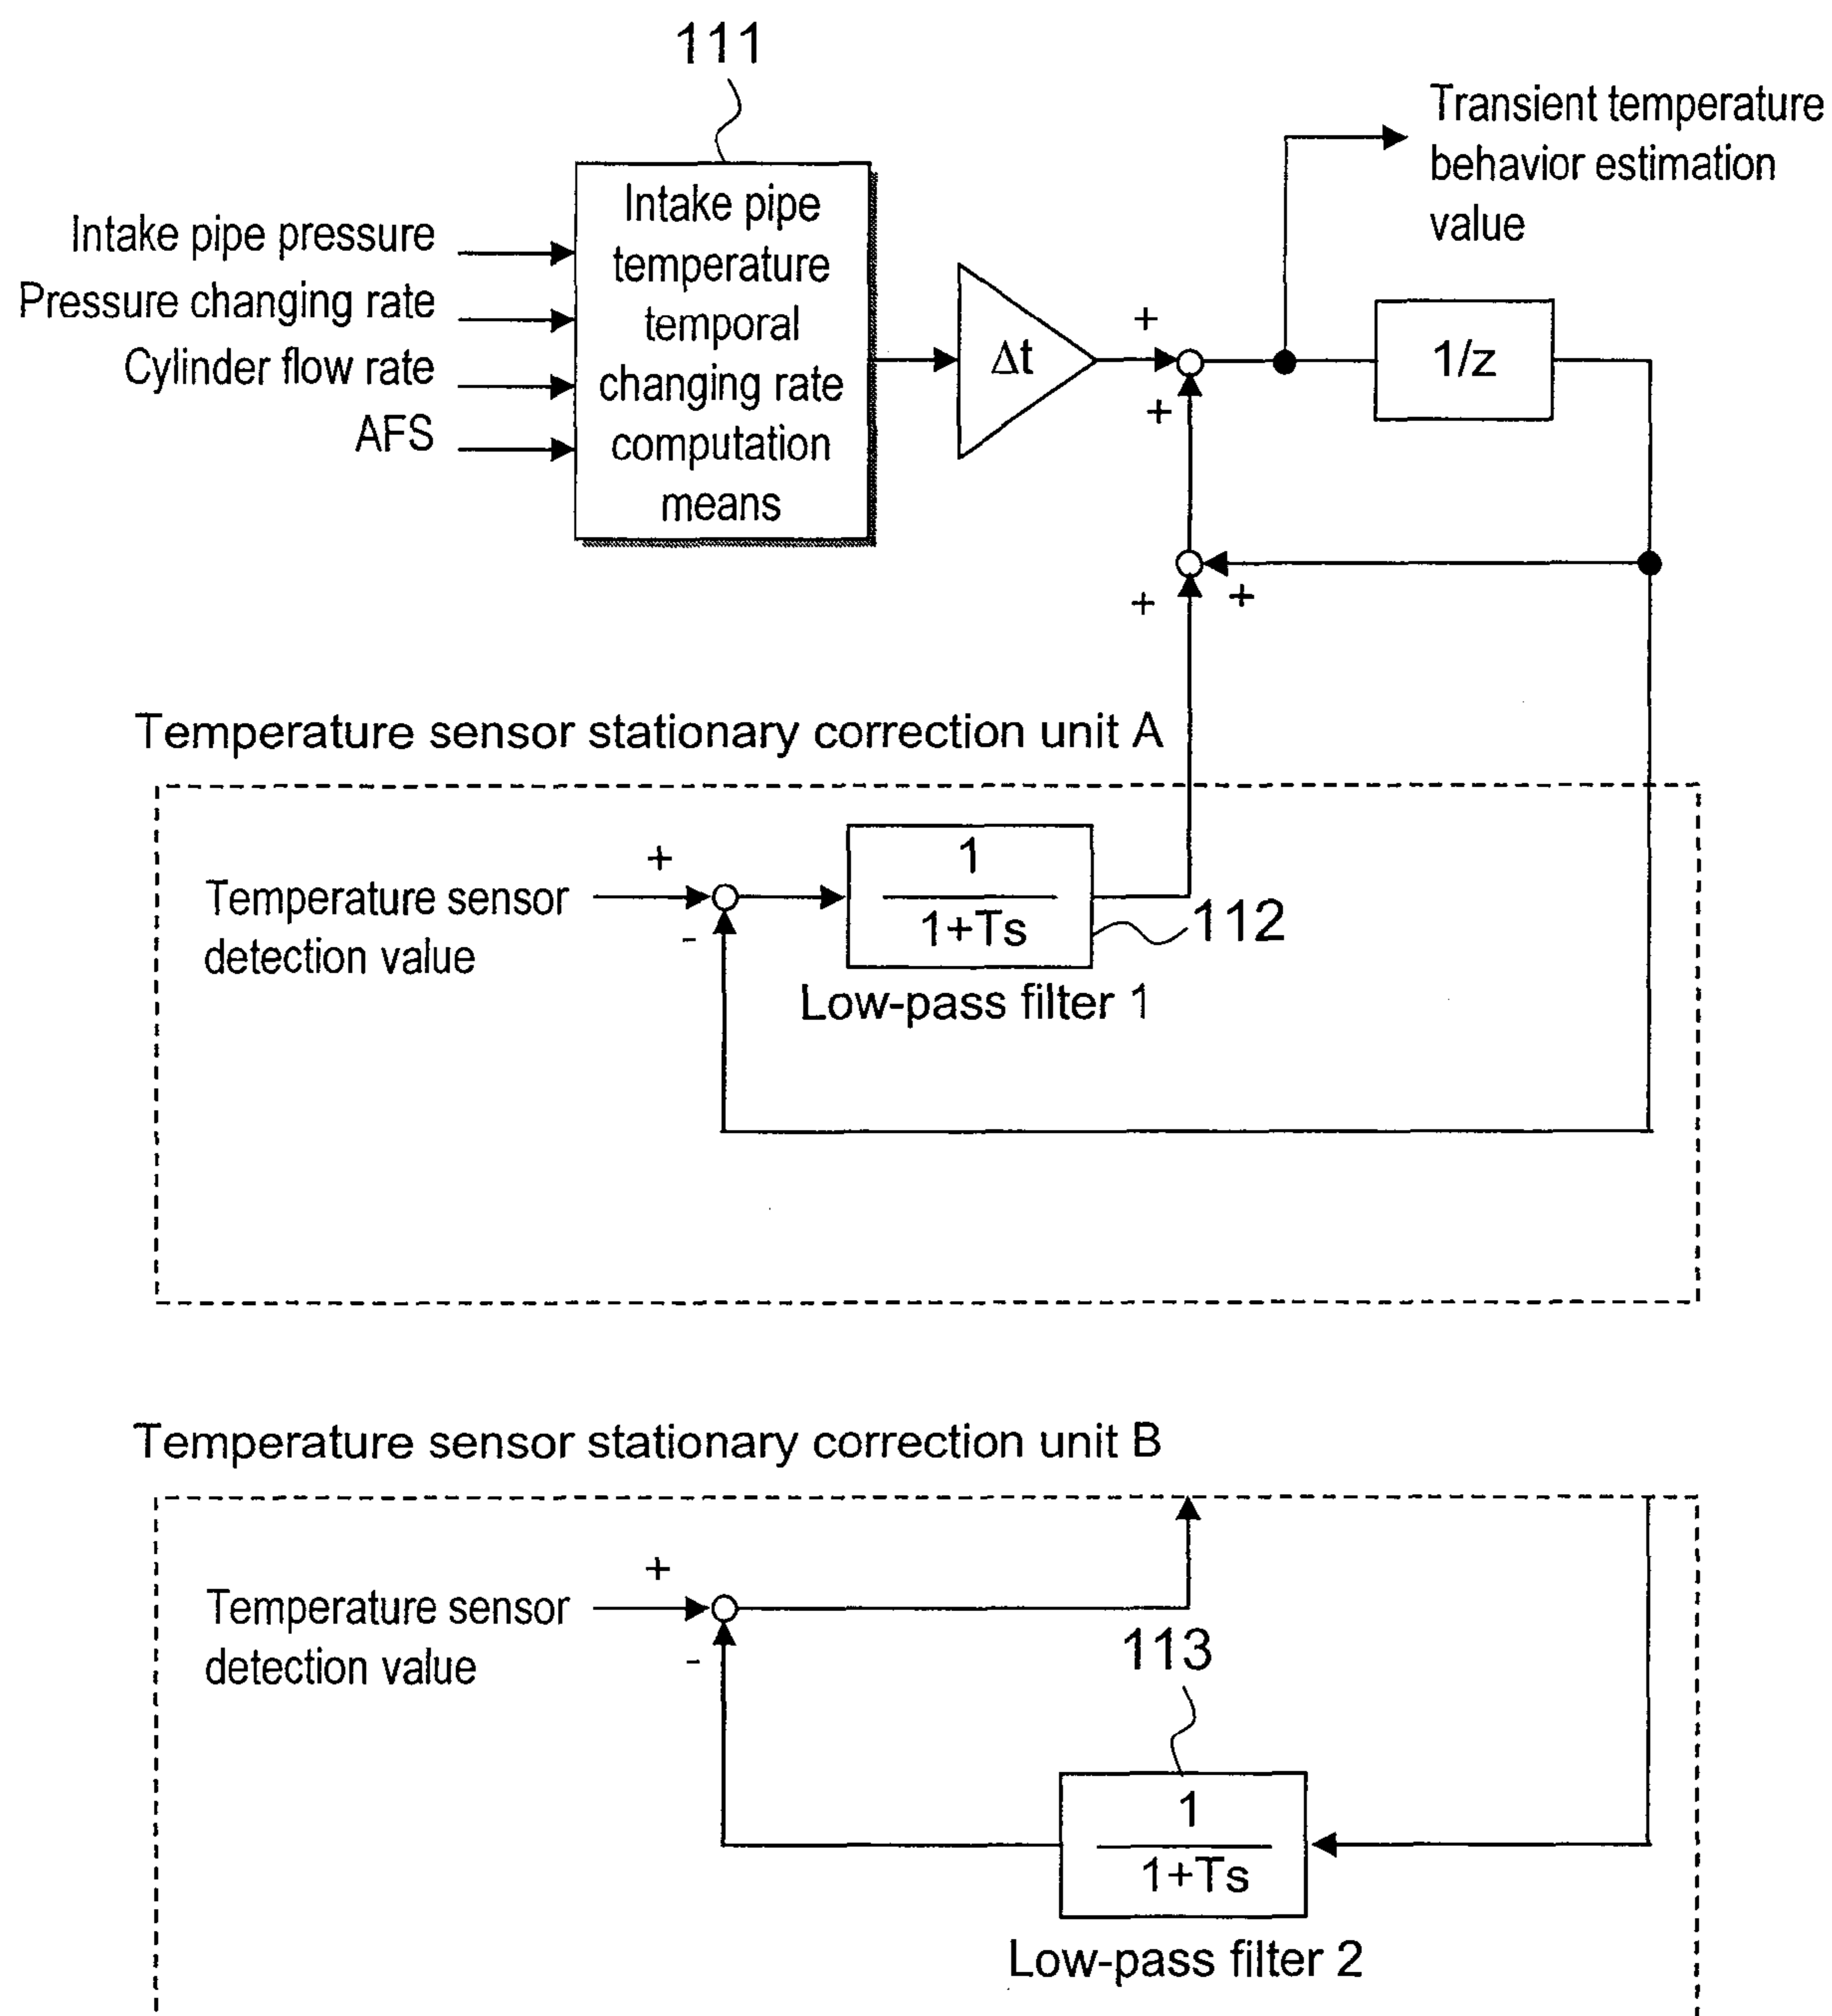 111
Transient temperature
behavior estimation
value
Intake pipe
temperature
temporal
changing rate
computation
means
Intake pipe pressure
Pressure changing rate
Cylinder flow rate
AFS
Δt
+
+
1/z
+
+
Temperature sensor stationary correction unit A
Temperature sensor
detection value
+
-
1
1+Ts
112
Low-pass filter 1
Temperature sensor stationary correction unit B
Temperature sensor
detection value
+
-
113
1
1+Ts
Low-pass filter 2